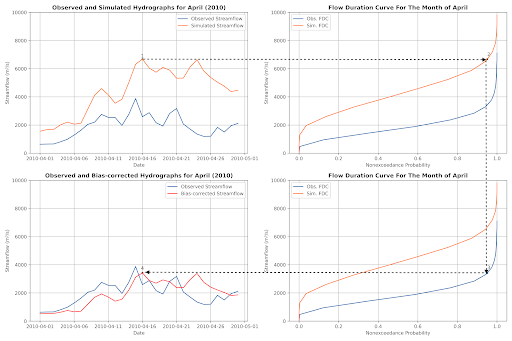 Observed and Simulated Hydrographs for April (2010)
Observed Streamflow
Simulated Streamflow
Streamflow (m³/s)
10000
8000
6000
4000
2000
0
1
2010-04-01 2010-04-06 2010-04-11 2010-04-16 2010-04-21 2010-04-26 2010-05-01
Date
Flow Duration Curve For The Month of April
Obs. FDC
Sim. FDC
Streamflow (m³/s)
10000
8000
6000
4000
2000
0
2
0.0 0.2 0.4 0.6 0.8 1.0
Nonexceedance Probability
Observed and Bias-corrected Hydrographs for April (2010)
Observed Streamflow
Bias-corrected Streamflow
Streamflow (m³/s)
10000
8000
6000
4000
2000
0
4
2010-04-01 2010-04-06 2010-04-11 2010-04-16 2010-04-21 2010-04-26 2010-05-01
Date
Flow Duration Curve For The Month of April
Obs. FDC
Sim. FDC
Streamflow (m³/s)
10000
8000
6000
4000
2000
0
3
0.0 0.2 0.4 0.6 0.8 1.0
Nonexceedance Probability